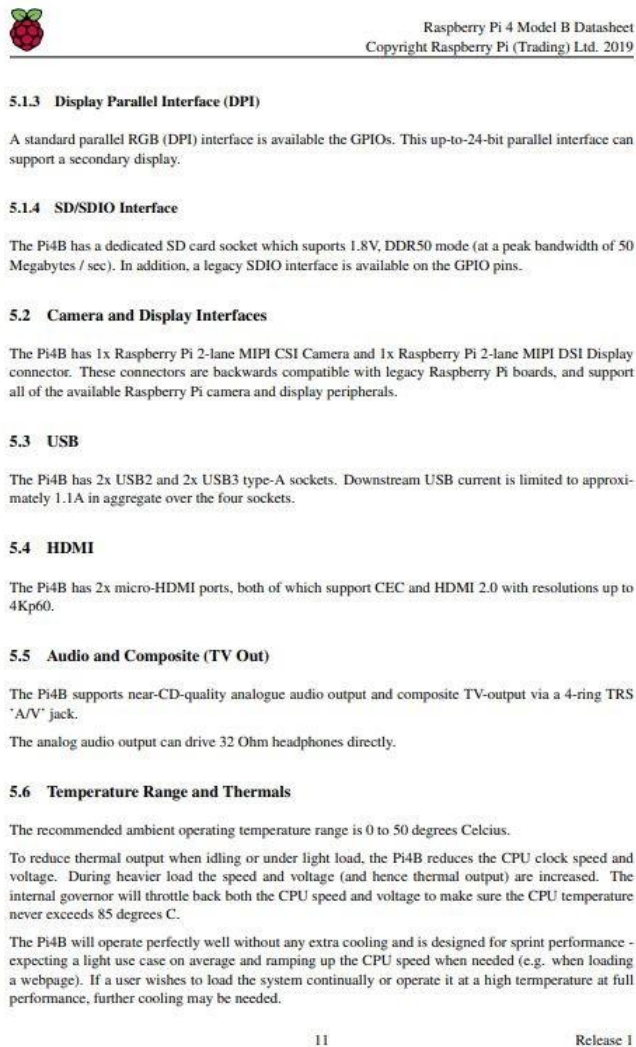 Raspberry Pi 4 Model B Datasheet
Copyright Raspberry Pi (Trading) Ltd. 2019
5.1.3 Display Parallel Interface (DPI)
A standard parallel RGB (DPI) interface is available the GPIOs. This up-to-24-bit parallel interface can
support a secondary display.
5.1.4 SD/SDIO Interface
The Pi4B has a dedicated SD card socket which suports 1.8V, DDR50 mode (at a peak bandwidth of 50
Megabytes / sec). In addition, a legacy SDIO interface is available on the GPIO pins.
5.2 Camera and Display Interfaces
The Pi4B has 1x Raspberry Pi 2-lane MIPI CSI Camera and 1x Raspberry Pi 2-lane MIPI DSI Display
connector. These connectors are backwards compatible with legacy Raspberry Pi boards, and support
all of the available Raspberry Pi camera and display peripherals.
5.3 USB
The Pi4B has 2x USB2 and 2x USB3 type-A sockets. Downstream USB current is limited to approxi-
mately 1.1A in aggregate over the four sockets.
5.4 HDMI
The Pi4B has 2x micro-HDMI ports, both of which support CEC and HDMI 2.0 with resolutions up to
4Kp60.
5.5 Audio and Composite (TV Out)
The Pi4B supports near-CD-quality analogue audio output and composite TV-output via a 4-ring TRS
'A/V' jack.
The analog audio output can drive 32 Ohm headphones directly.
5.6 Temperature Range and Thermals
The recommended ambient operating temperature range is 0 to 50 degrees Celcius.
To reduce thermal output when idling or under light load, the Pi4B reduces the CPU clock speed and
voltage. During heavier load the speed and voltage (and hence thermal output) are increased. The
internal governor will throttle back both the CPU speed and voltage to make sure the CPU temperature
never exceeds 85 degrees C.
The Pi4B will operate perfectly well without any extra cooling and is designed for sprint performance -
expecting a light use case on average and ramping up the CPU speed when needed (e.g. when loading
a webpage). If a user wishes to load the system continually or operate it at a high termperature at full
performance, further cooling may be needed.
11
Release 1